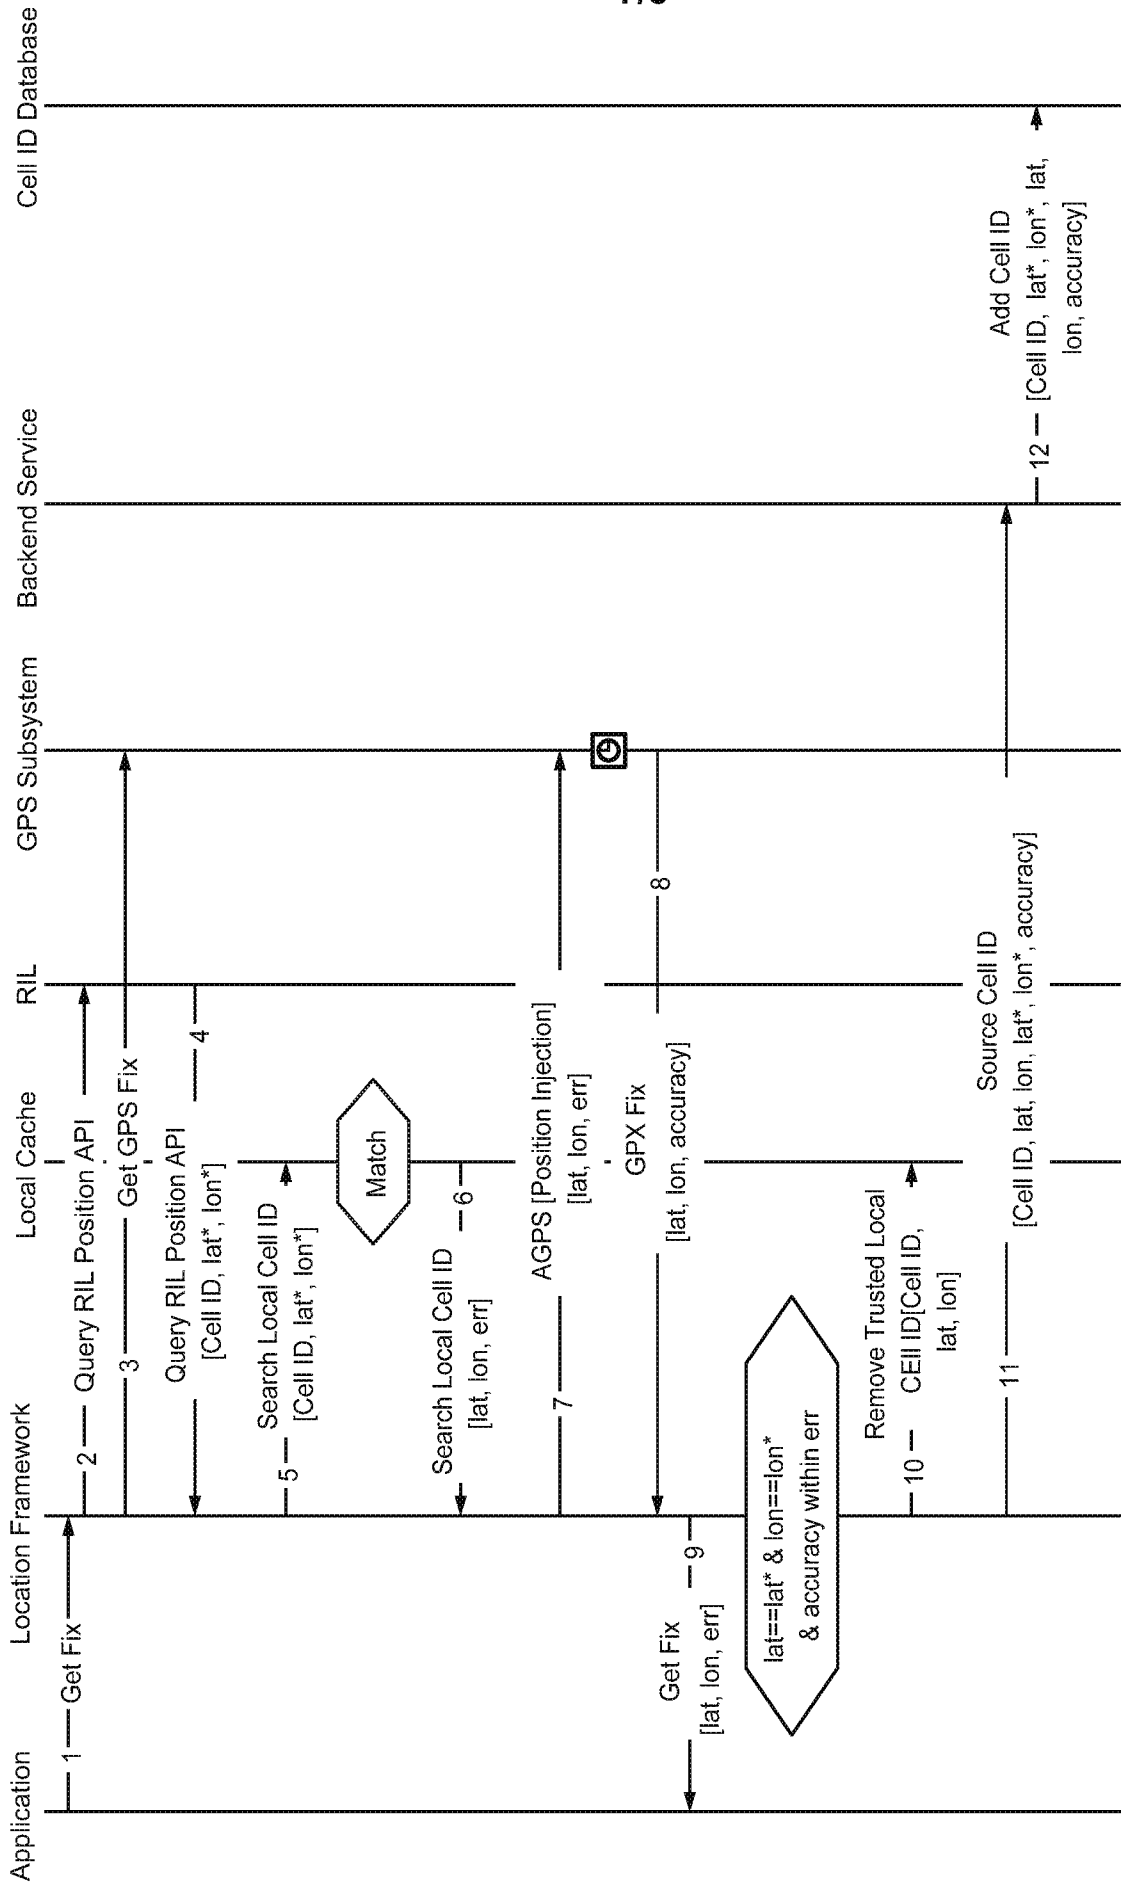 Application
Location Framework
Local Cache
RIL
GPS Subsystem
Backend Service
Cell ID Database
1
Get Fix
2
Query RIL Position API
3
Get GPS Fix
4
Query RIL Position API
[Cell ID, lat*, lon*]
5
Search Local Cell ID
[Cell ID, lat*, lon*]
Match
6
Search Local Cell ID
[lat, lon, err]
7
AGPS [Position Injection]
[lat, lon, err]
8
GPX Fix
[lat, lon, accuracy]
9
Get Fix
[lat, lon, err]
lat==lat* & lon==lon*
& accuracy within err
10
Remove Trusted Local
CEll ID[Cell ID,
lat, lon]
11
Source Cell ID
[Cell ID, lat, lon, lat*, lon*, accuracy]
12
Add Cell ID
[Cell ID, lat*, lon*, lat,
lon, accuracy]